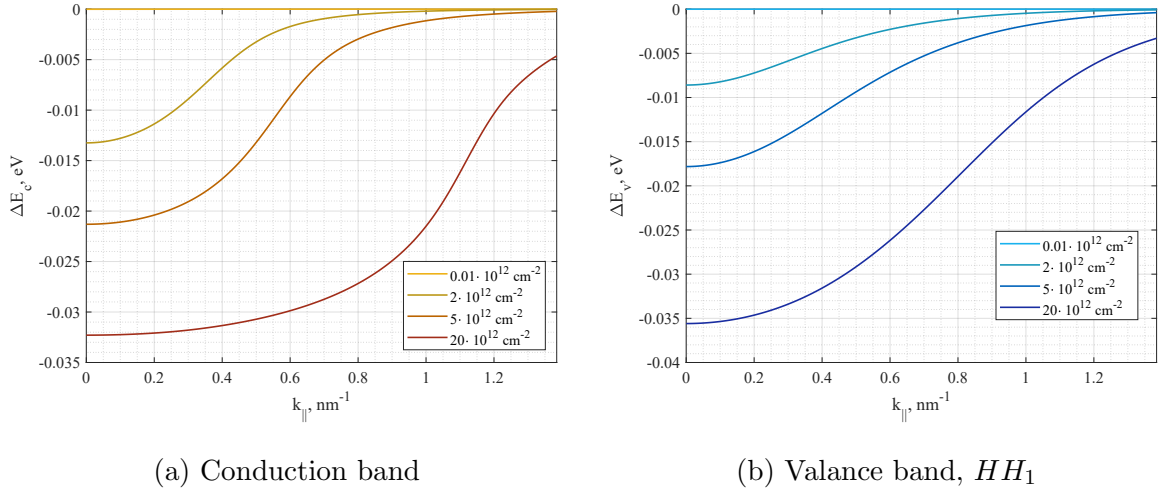 0
-0.005
-0.01
-0.015
-0.02
-0.025
-0.03
-0.035
ΔE_c, eV
0 0.2 0.4 0.6 0.8 1 1.2
k_||, nm^-1
0.01· 10^12 cm^-2
2· 10^12 cm^-2
5· 10^12 cm^-2
20· 10^12 cm^-2
(a) Conduction band
0
-0.005
-0.01
-0.015
-0.02
-0.025
-0.03
-0.035
-0.04
ΔE_v, eV
0 0.2 0.4 0.6 0.8 1 1.2
k_||, nm^-1
0.01· 10^12 cm^-2
2· 10^12 cm^-2
5· 10^12 cm^-2
20· 10^12 cm^-2
(b) Valance band, HH_1